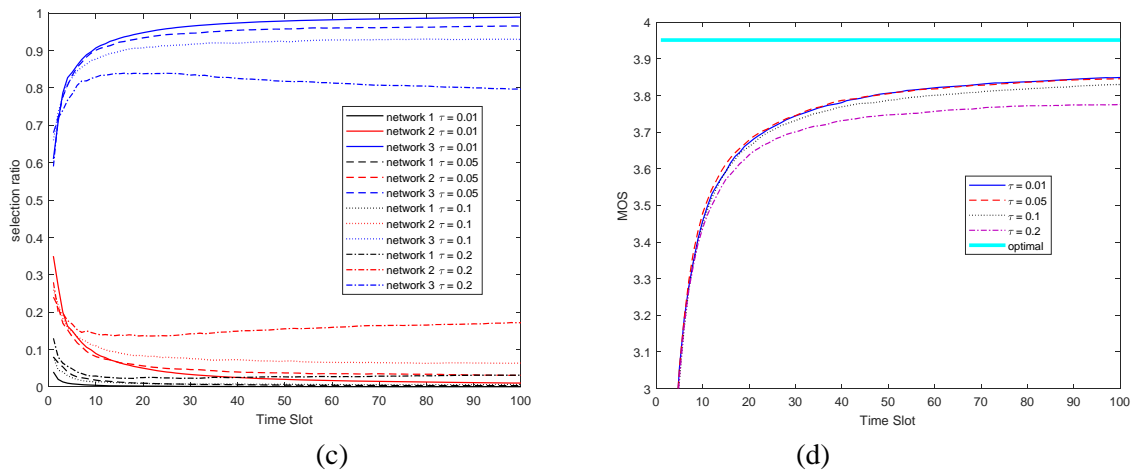 1
0.9
0.8
0.7
0.6
0.5
0.4
0.3
0.2
0.1
0
selection ratio
0 10 20 30 40 50 60 70 80 90 100
Time Slot
network 1 τ = 0.01
network 2 τ = 0.01
network 3 τ = 0.01
network 1 τ = 0.05
network 2 τ = 0.05
network 3 τ = 0.05
network 1 τ = 0.1
network 2 τ = 0.1
network 3 τ = 0.1
network 1 τ = 0.2
network 2 τ = 0.2
network 3 τ = 0.2
(c)
4
3.9
3.8
3.7
3.6
3.5
3.4
3.3
3.2
3.1
3
MOS
0 10 20 30 40 50 60 70 80 90 100
Time Slot
τ = 0.01
τ = 0.05
τ = 0.1
τ = 0.2
optimal
(d)